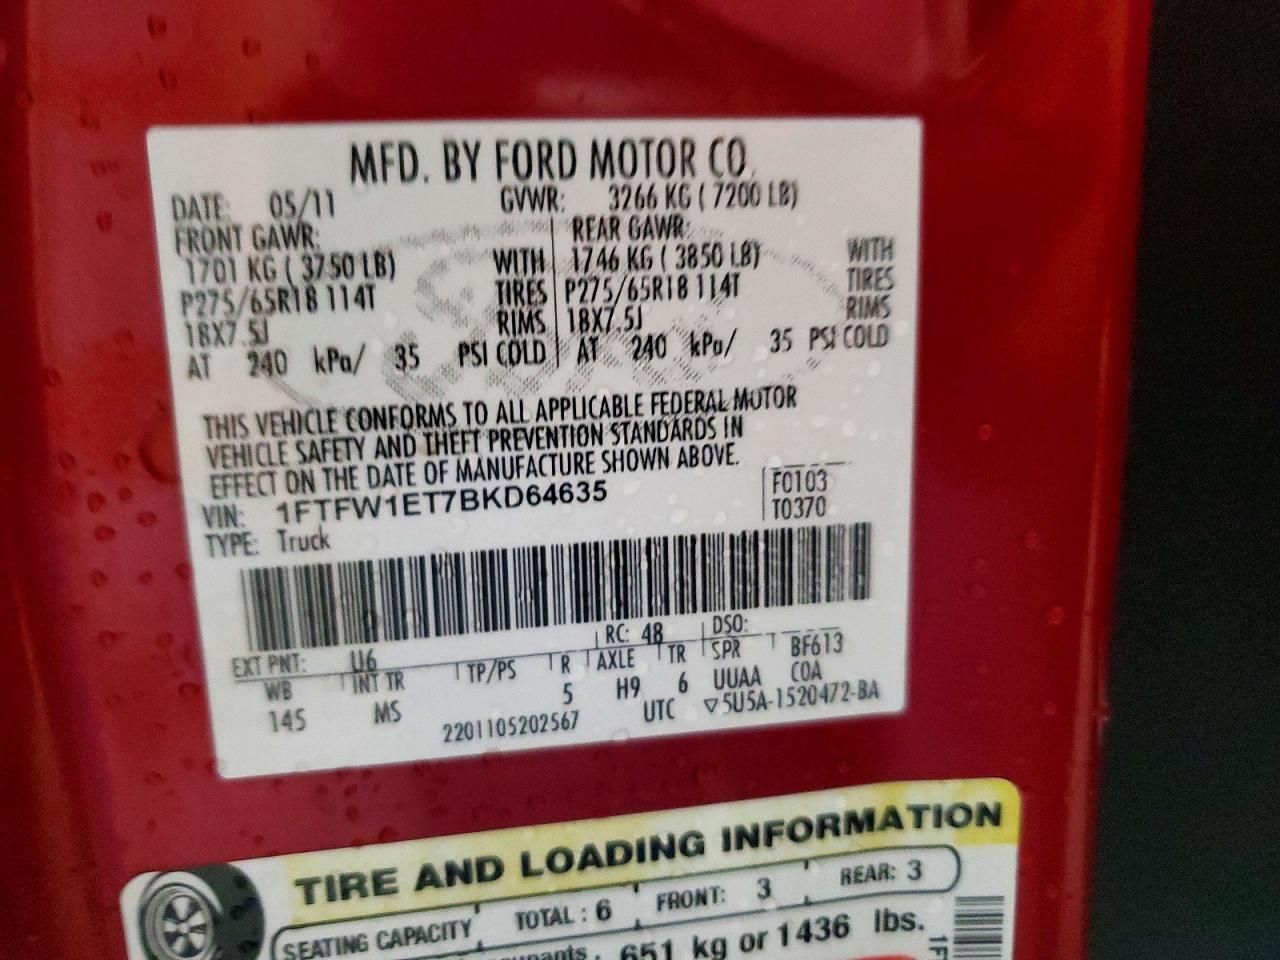 MFD. BY FORD MOTOR CO.
DATE: 05/11 GVWR: 3266 KG ( 7200 LB)
FRONT GAWR: REAR GAWR:
1701 KG ( 3750 LB) WITH 1746 KG ( 3850 LB) WITH
P275/65R18 114T TIRES P275/65R18 114T TIRES
18X7.5J RIMS 18X7.5J RIMS
AT 240 kPa/ 35 PSI COLD AT 240 kPa/ 35 PSI COLD
THIS VEHICLE CONFORMS TO ALL APPLICABLE FEDERAL MOTOR
VEHICLE SAFETY AND THEFT PREVENTION STANDARDS IN
EFFECT ON THE DATE OF MANUFACTURE SHOWN ABOVE.
VIN: 1FTFW1ET7BKD64635 F0103
TYPE: Truck T0370
EXT PNT: U6 RC: 48 DSO:
WB INT TR TP/PS R AXLE TR SPR BF613
145 MS 5 H9 6 UUAA COA
2201105202567 UTC ▽5U5A-1520472-BA
TIRE AND LOADING INFORMATION
SEATING CAPACITY TOTAL : 6 FRONT: 3 REAR: 3
651 kg or 1436 lbs.
1F